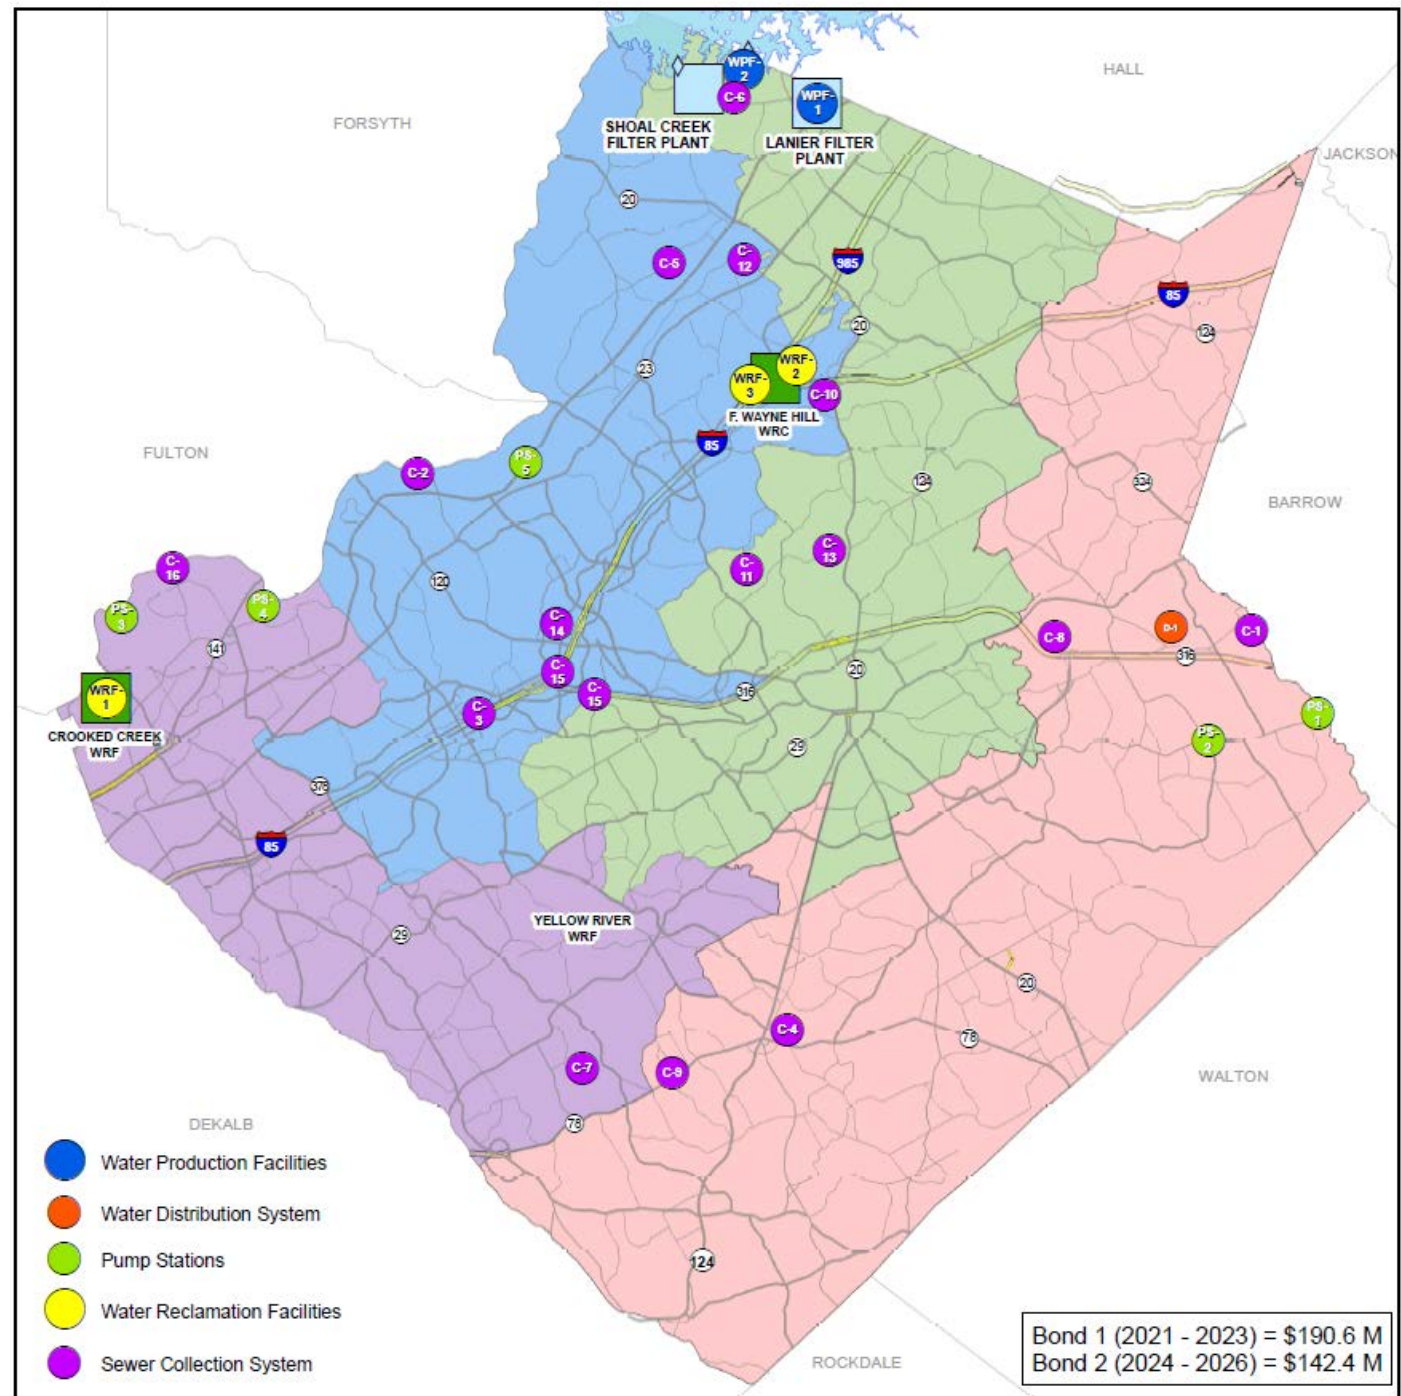 HALL
FORSYTH
JACKSON
WPF-
2
C-6
WPF-
1
SHOAL CREEK
FILTER PLANT
LANIER FILTER
PLANT
20
C-5
C-
12
985
85
20
124
23
WRF-
2
WRF-
3
C-10
F. WAYNE HILL
WRC
85
FULTON
C-2
PS-
5
124
324
BARROW
C-
16
C-
11
C-
13
120
PS-
3
PS-
4
C-
14
141
C-8
D-1
C-1
316
C-
15
C-
15
20
316
WRF-
1
C-
3
CROOKED CREEK
WRF
PS-
1
PS-
2
29
378
85
YELLOW RIVER
WRF
29
20
C-4
78
C-7
C-9
WALTON
78
DEKALB
Water Production Facilities
Water Distribution System
Pump Stations
124
Water Reclamation Facilities
Sewer Collection System
ROCKDALE
Bond 1 (2021 - 2023) = $190.6 M
Bond 2 (2024 - 2026) = $142.4 M